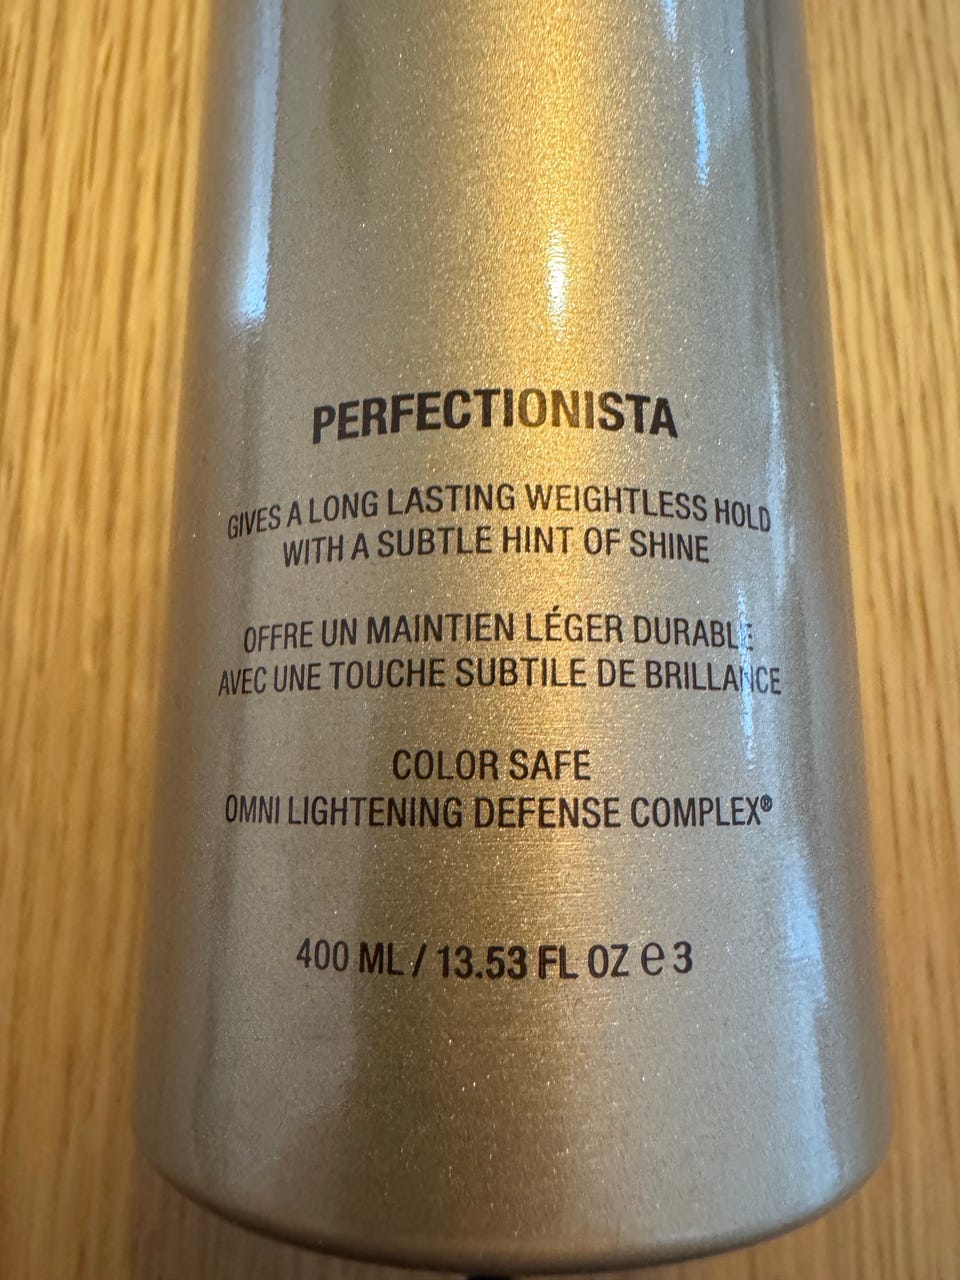 PERFECTIONISTA
GIVES A LONG LASTING WEIGHTLESS HOLD
WITH A SUBTLE HINT OF SHINE
OFFRE UN MAINTIEN LÉGER DURABLE
AVEC UNE TOUCHE SUBTILE DE BRILLANCE
COLOR SAFE
OMNI LIGHTENING DEFENSE COMPLEX®
400 ML / 13.53 FL OZ e 3